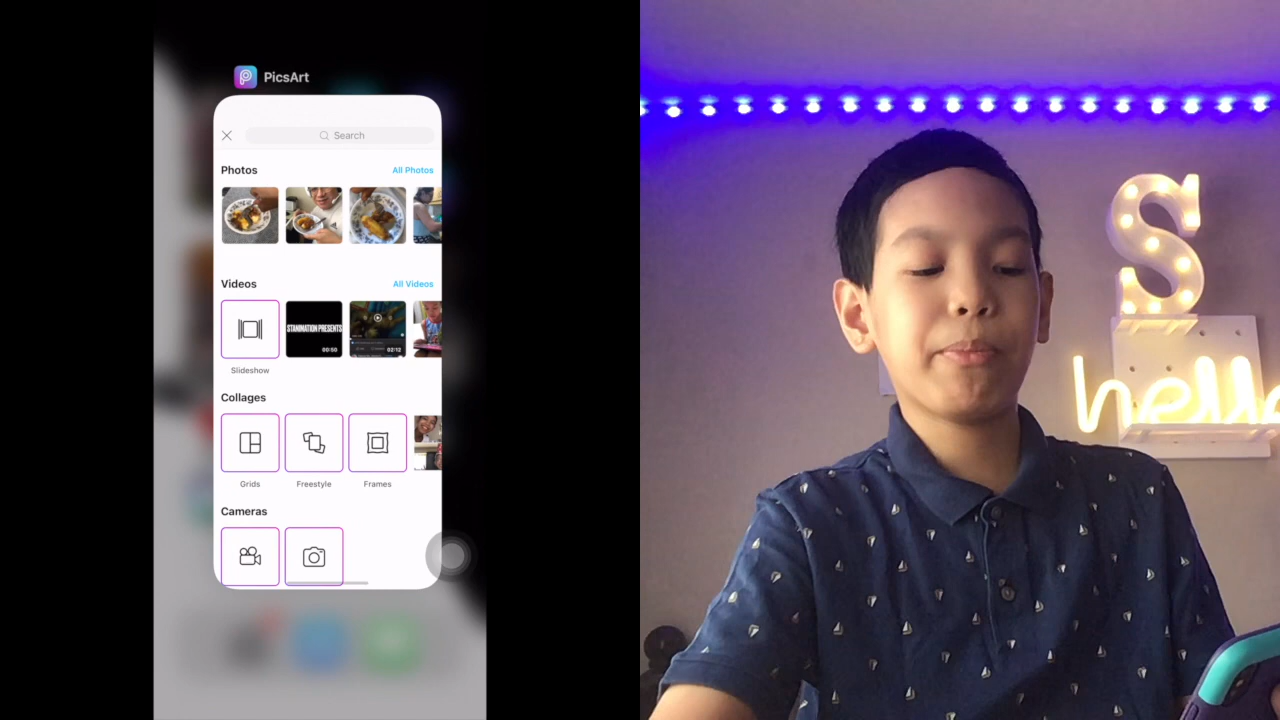 PicsArt
Search
Photos
All Photos
Videos
All Videos
STANIMATION PRESENTS
00:50
02:12
Slideshow
Collages
Grids
Freestyle
Frames
Cameras
S
hello